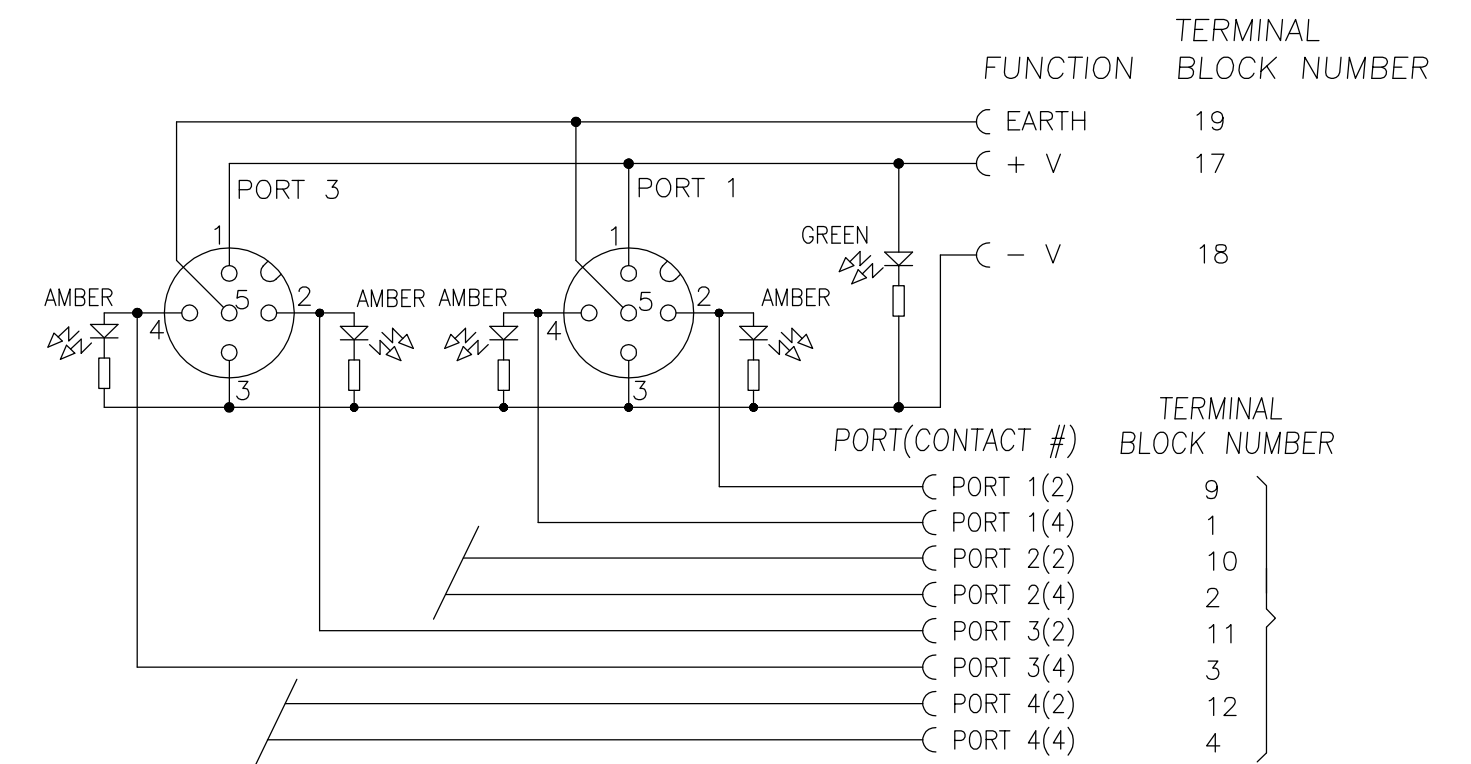 TERMINAL
FUNCTION BLOCK NUMBER
EARTH 19
+ V 17
PORT 3 PORT 1
1 1
GREEN
- V 18
AMBER 4 5 2 AMBER AMBER 4 5 2 AMBER
3 3
TERMINAL
PORT(CONTACT #) BLOCK NUMBER
PORT 1(2) 9
PORT 1(4) 1
PORT 2(2) 10
PORT 2(4) 2
PORT 3(2) 11
PORT 3(4) 3
PORT 4(2) 12
PORT 4(4) 4